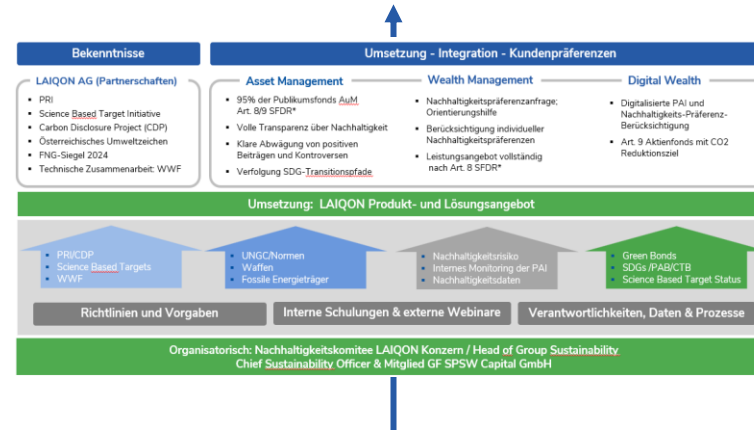 Bekenntnisse
Umsetzung - Integration - Kundenpräferenzen
LAIQON AG (Partnerschaften)
▪ PRI
▪ Science Based Target Initiative
▪ Carbon Disclosure Project (CDP)
▪ Österreichisches Umweltzeichen
▪ FNG-Siegel 2024
▪ Technische Zusammenarbeit: WWF
Asset Management
▪ 95% der Publikumsfonds AuM
Art. 8/9 SFDR*
▪ Volle Transparenz über Nachhaltigkeit
▪ Klare Abwägung von positiven
Beiträgen und Kontroversen
▪ Verfolgung SDG-Transitionspfade
Wealth Management
▪ Nachhaltigkeitspräferenzanfrage;
Orientierungshilfe
▪ Berücksichtigung individueller
Nachhaltigkeitspräferenzen
▪ Leistungsangebot vollständig
nach Art. 8 SFDR*
Digital Wealth
▪ Digitalisierte PAI und
Nachhaltigkeits-Präferenz-
Berücksichtigung
▪ Art. 9 Aktienfonds mit CO2
Reduktionsziel
Umsetzung: LAIQON Produkt- und Lösungsangebot
▪ PRI/CDP
▪ Science Based Targets
▪ WWF
▪ UNGC/Normen
▪ Waffen
▪ Fossile Energieträger
▪ Nachhaltigkeitsrisiko
▪ Internes Monitoring der PAI
▪ Nachhaltigkeitsdaten
▪ Green Bonds
▪ SDGs /PAB/CTB
▪ Science Based Target Status
Richtlinien und Vorgaben
Interne Schulungen & externe Webinare
Verantwortlichkeiten, Daten & Prozesse
Organisatorisch: Nachhaltigkeitskomitee LAIQON Konzern / Head of Group Sustainability
Chief Sustainability Officer & Mitglied GF SPSW Capital GmbH